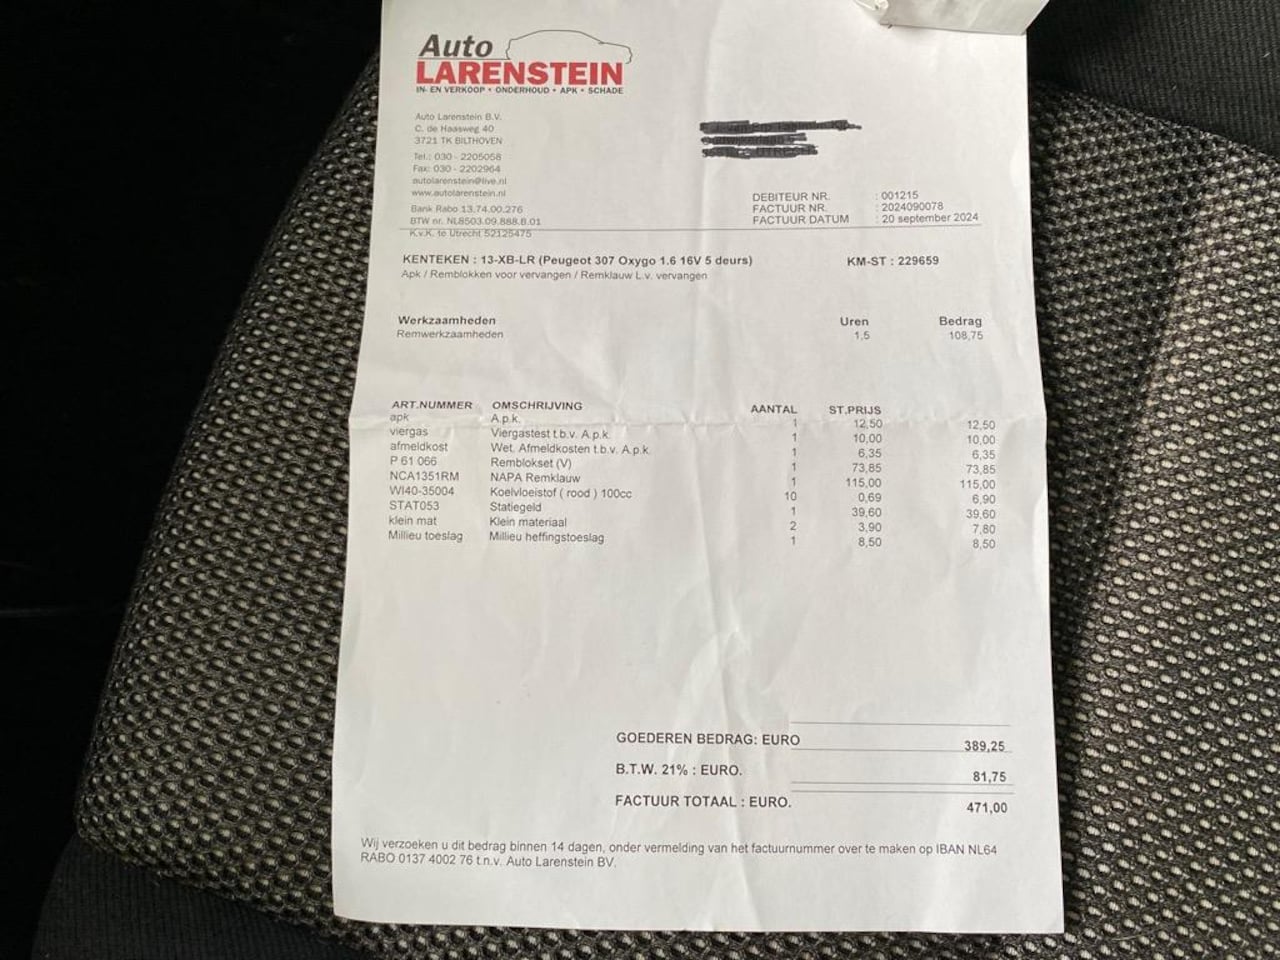 Auto
LARENSTEIN
IN- EN VERKOOP • ONDERHOUD • APK • SCHADE
Auto Larenstein B.V.
C. de Haasweg 40
3721 TK BILTHOVEN
Tel.: 030 - 2205058
Fax: 030 - 2202964
autolarenstein@live.nl
www.autolarenstein.nl
Bank Rabo 13.74.00.276
BTW nr. NL8503.09.888.B.01
K.v.K. te Utrecht 52125475
DEBITEUR NR. : 001215
FACTUUR NR. : 2024090078
FACTUUR DATUM : 20 september 2024
KENTEKEN : 13-XB-LR (Peugeot 307 Oxygo 1.6 16V 5 deurs) KM-ST : 229659
Apk / Remblokken voor vervangen / Remklauw L.v. vervangen
Werkzaamheden Uren Bedrag
Remwerkzaamheden 1,5 108,75
ART.NUMMER OMSCHRIJVING AANTAL ST.PRIJS
apk A.p.k. 1 12,50 12,50
viergas Viergastest t.b.v. A.p.k. 1 10,00 10,00
afmeldkost Wet. Afmeldkosten t.b.v. A.p.k. 1 6,35 6,35
P 61 066 Remblokset (V) 1 73,85 73,85
NCA1351RM NAPA Remklauw 1 115,00 115,00
WI40-35004 Koelvloeistof ( rood ) 100cc 10 0,69 6,90
STAT053 Statiegeld 1 39,60 39,60
klein mat Klein materiaal 2 3,90 7,80
Millieu toeslag Millieu heffingstoeslag 1 8,50 8,50
GOEDEREN BEDRAG: EURO 389,25
B.T.W. 21% : EURO. 81,75
FACTUUR TOTAAL : EURO. 471,00
Wij verzoeken u dit bedrag binnen 14 dagen, onder vermelding van het factuurnummer over te maken op IBAN NL64
RABO 0137 4002 76 t.n.v. Auto Larenstein BV.